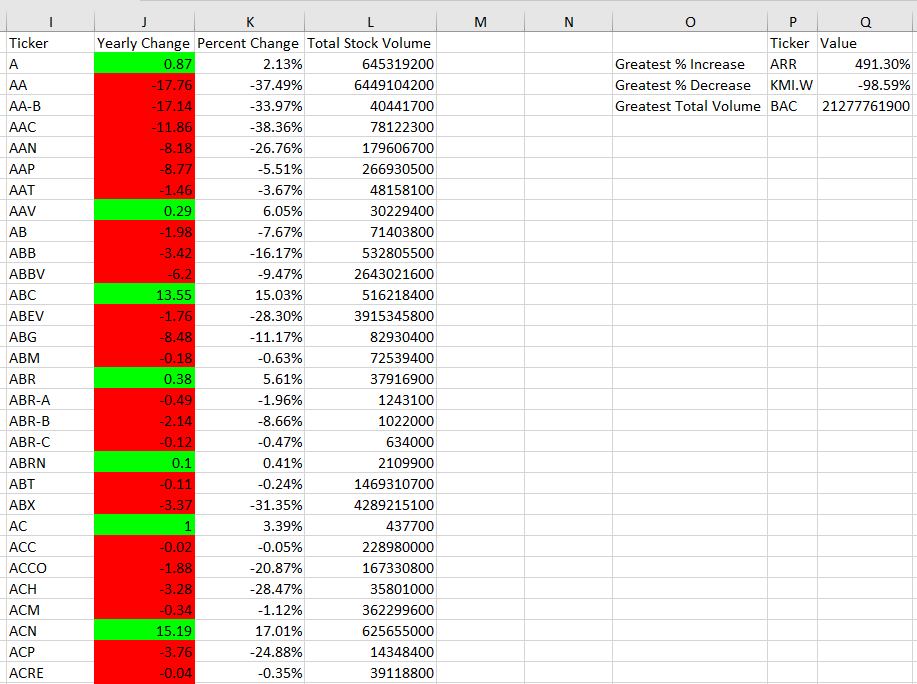 I J K L M N O P Q
Ticker Yearly Change Percent Change Total Stock Volume Ticker Value
A 0.87 2.13% 645319200 Greatest % Increase ARR 491.30%
AA -17.76 -37.49% 6449104200 Greatest % Decrease KMI.W -98.59%
AA-B -17.14 -33.97% 40441700 Greatest Total Volume BAC 21277761900
AAC -11.86 -38.36% 78122300
AAN -8.18 -26.76% 179606700
AAP -8.77 -5.51% 266930500
AAT -1.46 -3.67% 48158100
AAV 0.29 6.05% 30229400
AB -1.98 -7.67% 71403800
ABB -3.42 -16.17% 532805500
ABBV -6.2 -9.47% 2643021600
ABC 13.55 15.03% 516218400
ABEV -1.76 -28.30% 3915345800
ABG -8.48 -11.17% 82930400
ABM -0.18 -0.63% 72539400
ABR 0.38 5.61% 37916900
ABR-A -0.49 -1.96% 1243100
ABR-B -2.14 -8.66% 1022000
ABR-C -0.12 -0.47% 634000
ABRN 0.1 0.41% 2109900
ABT -0.11 -0.24% 1469310700
ABX -3.37 -31.35% 4289215100
AC 1 3.39% 437700
ACC -0.02 -0.05% 228980000
ACCO -1.88 -20.87% 167330800
ACH -3.28 -28.47% 35801000
ACM -0.34 -1.12% 362299600
ACN 15.19 17.01% 625655000
ACP -3.76 -24.88% 14348400
ACRE -0.04 -0.35% 39118800